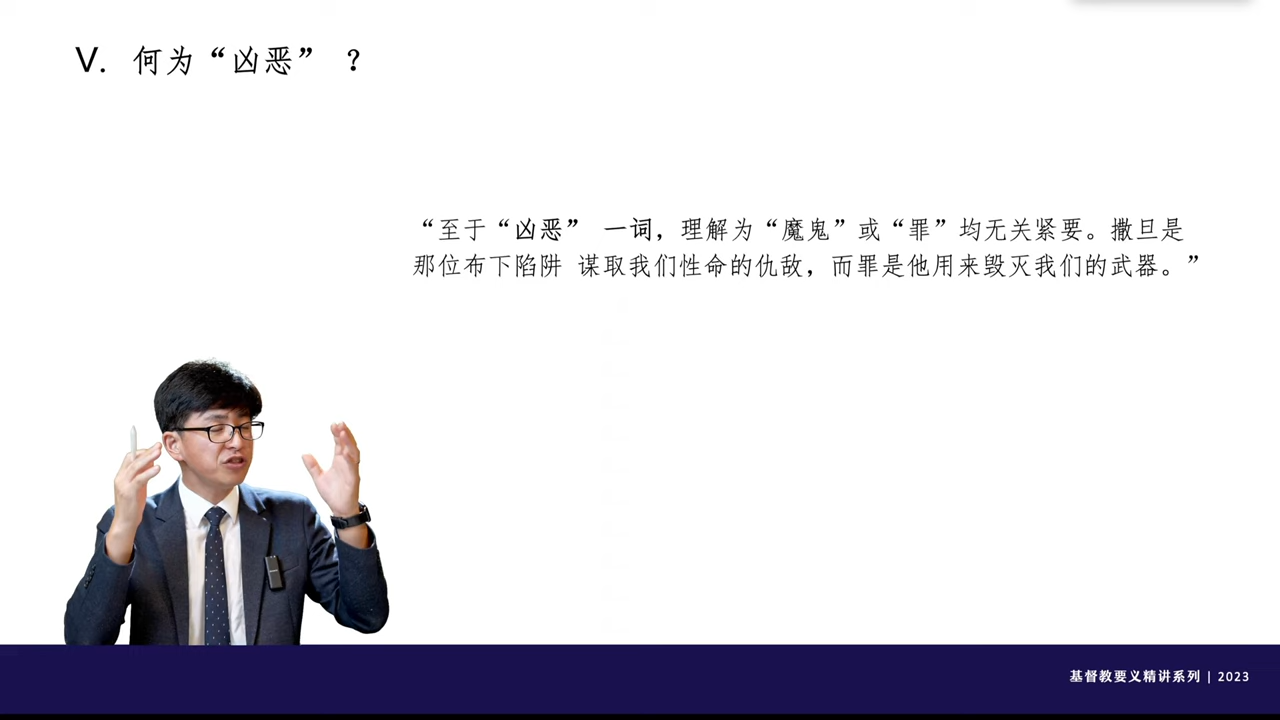 V. 何为“凶恶” ？
“至于“凶恶” 一词，理解为“魔鬼”或“罪”均无关紧要。撒旦是
那位布下陷阱 谋取我们性命的仇敌，而罪是他用来毁灭我们的武器。”
基督教要义精讲系列 | 2023